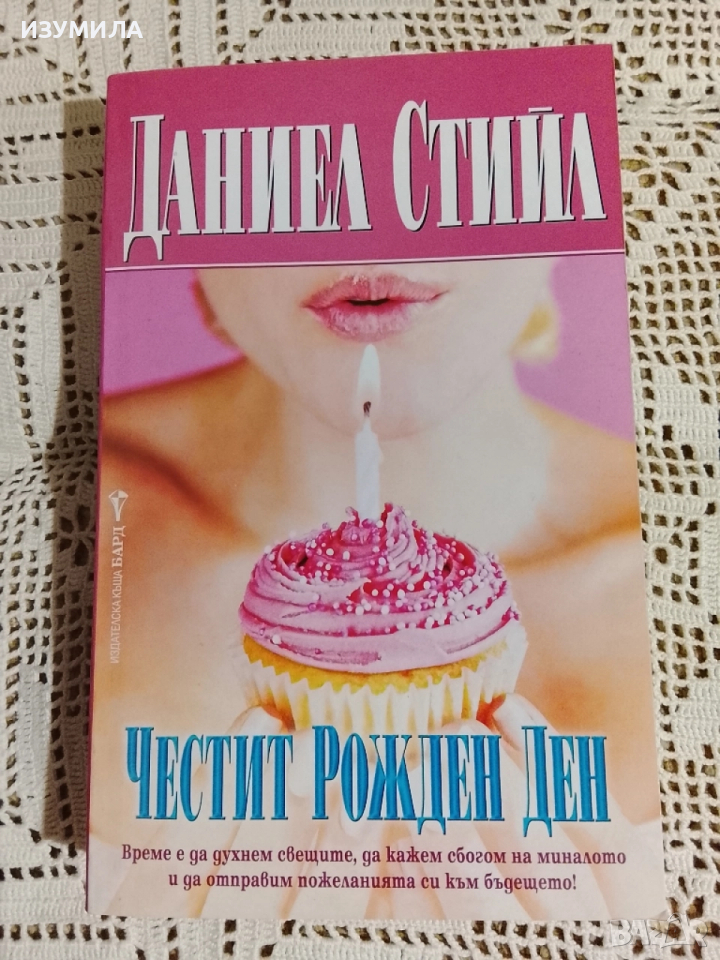 ИЗУМИЛА
ДАНИЕЛ СТИЙЛ
ИЗДАТЕЛСКА КЪЩА БАРД
ЧЕСТИТ РОЖДЕН ДЕН
Време е да духнем свещите, да кажем сбогом на миналото
и да отправим пожеланията си към бъдещето!
BAZAR